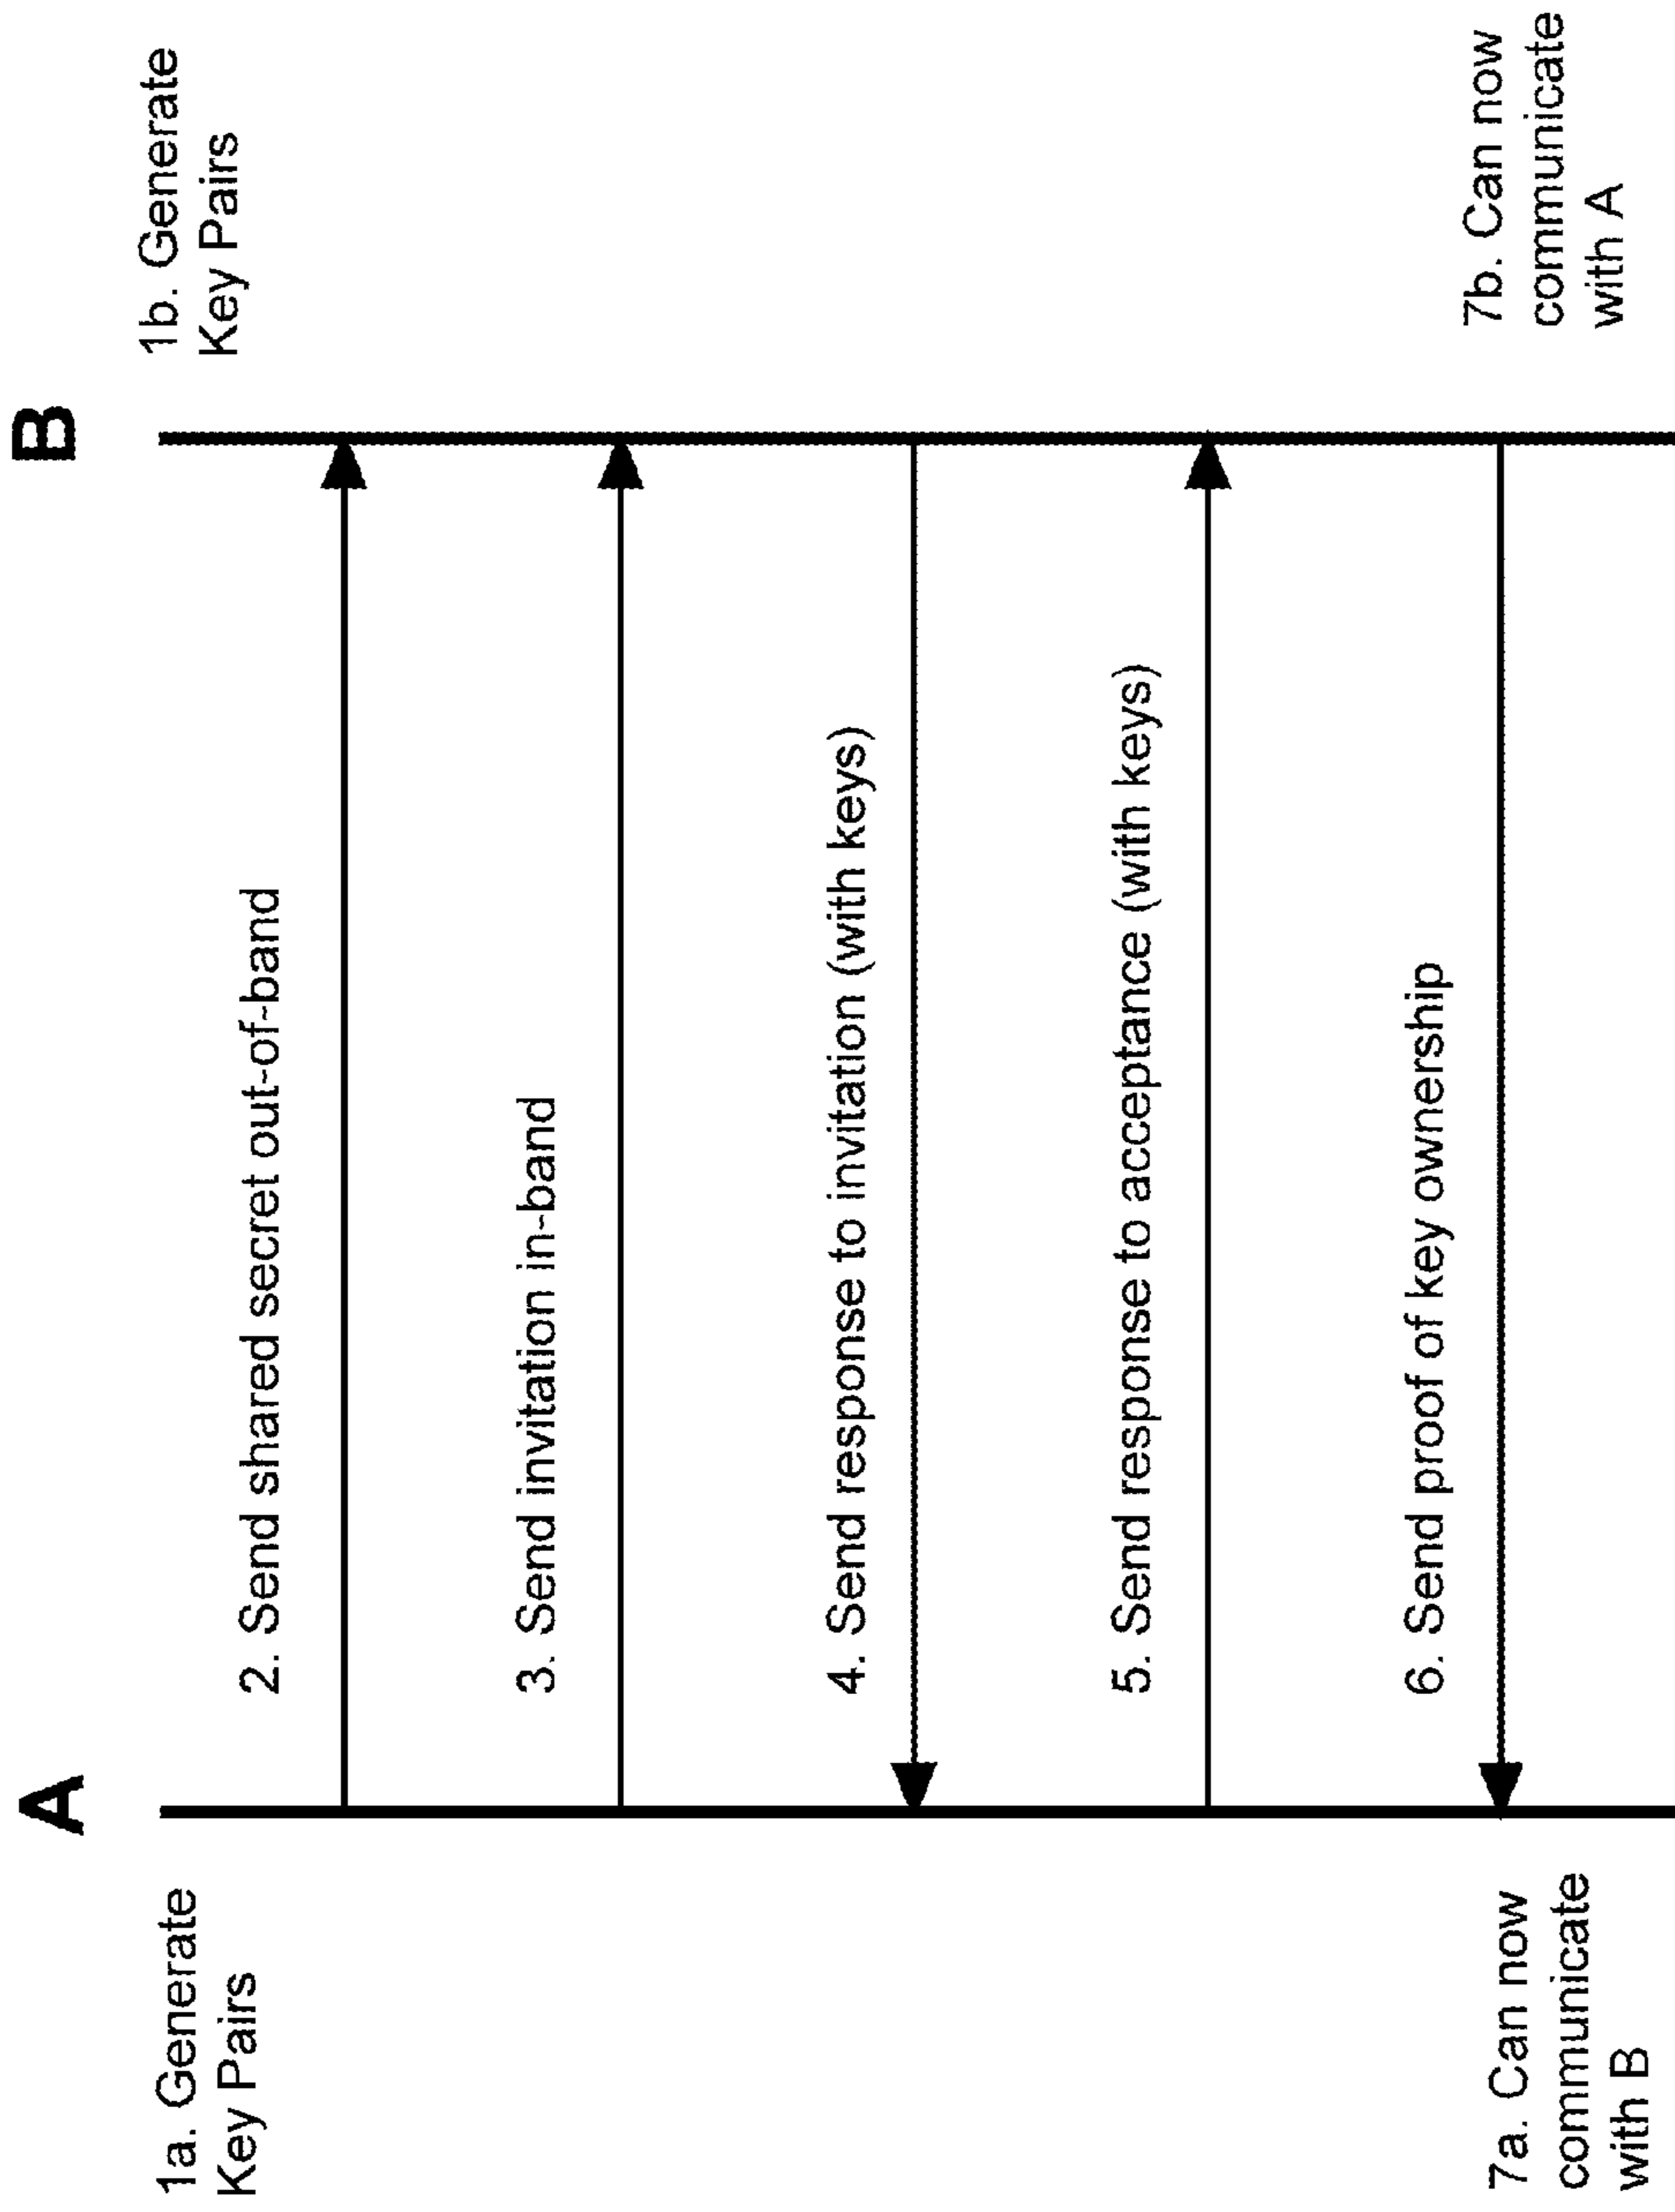 A
B
1a. Generate
Key Pairs
1b. Generate
Key Pairs
2. Send shared secret out-of-band
3. Send invitation in-band
4. Send response to invitation (with keys)
5. Send response to acceptance (with keys)
6. Send proof of key ownership
7a. Can now
communicate
with B
7b. Can now
communicate
with A